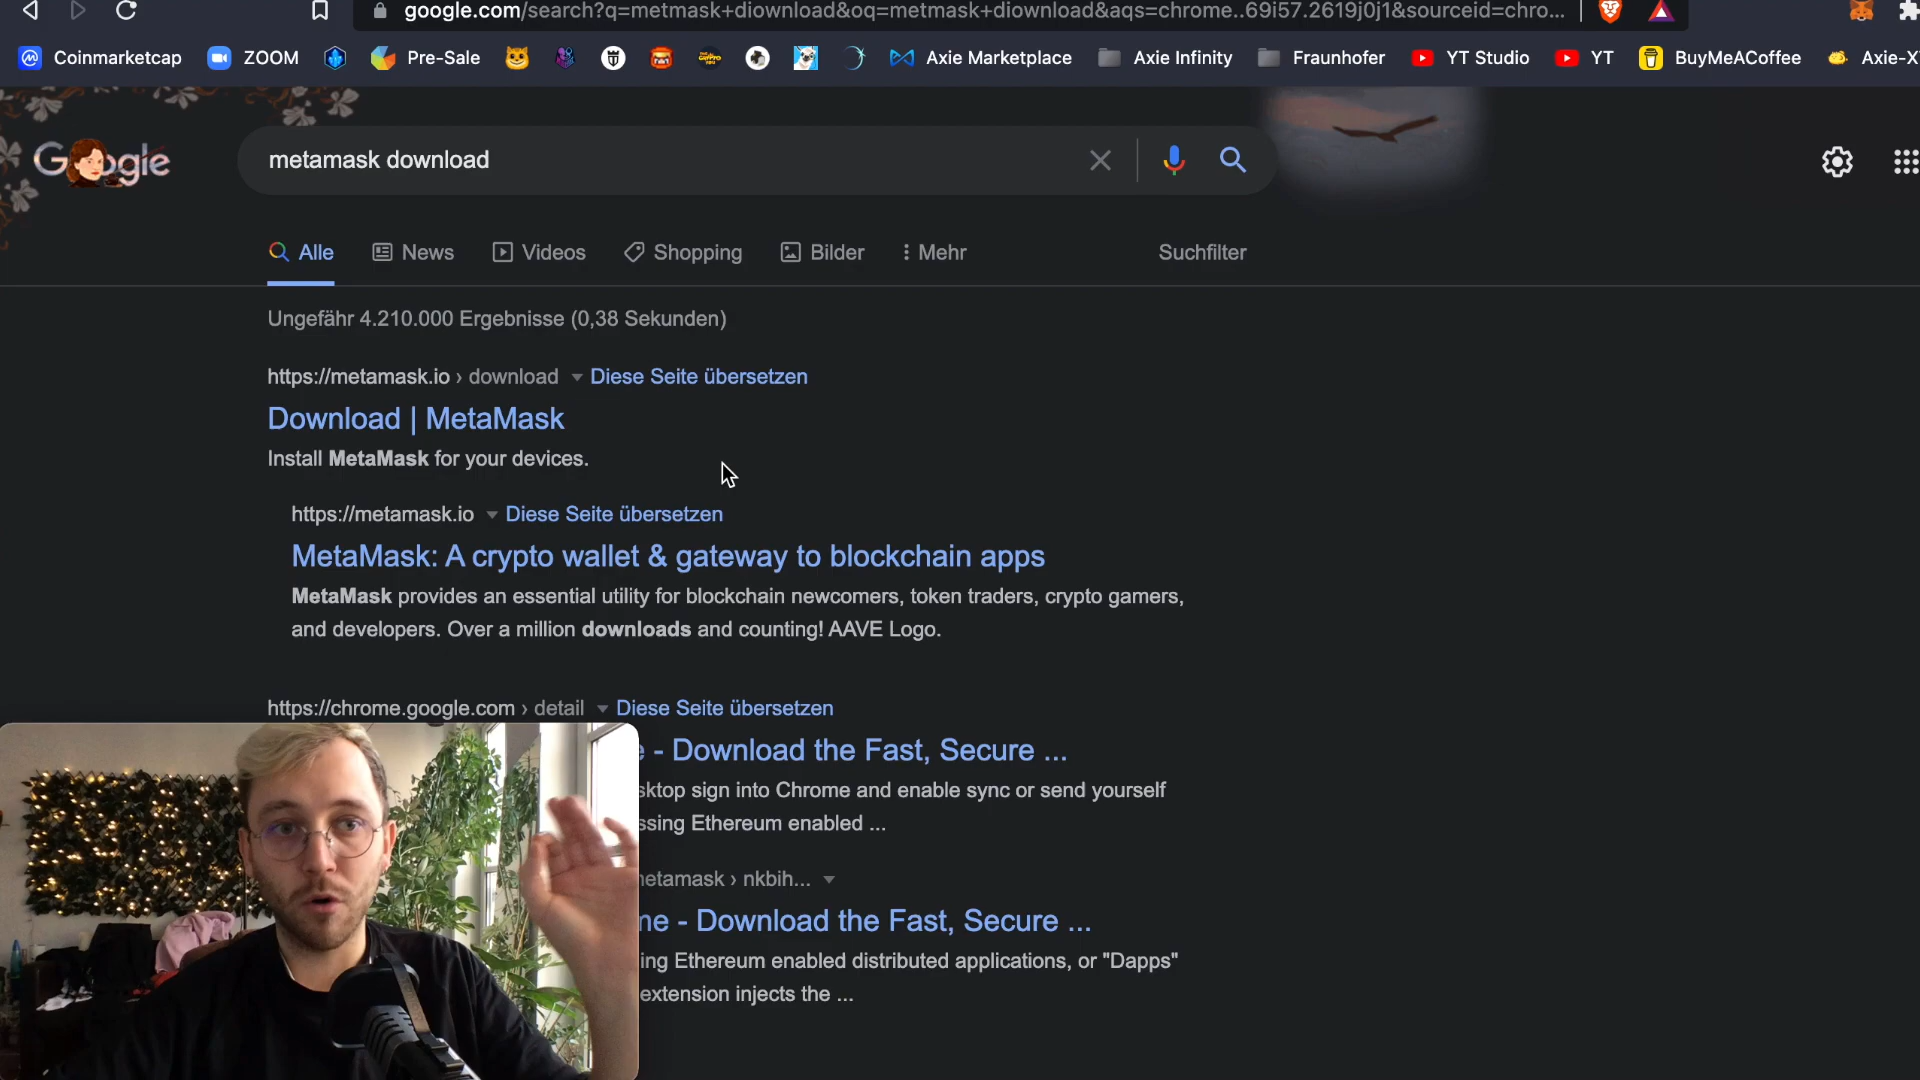 google.com/search?q=metmask+diownload&oq=metmask+diownload&aqs=chrome..69i57.2619j0j1&sourceid=chro...
Coinmarketcap ZOOM Pre-Sale Axie Marketplace Axie Infinity Fraunhofer YT Studio YT BuyMeACoffee Axie-X
Google metamask download
Alle News Videos Shopping Bilder Mehr Suchfilter
Ungefähr 4.210.000 Ergebnisse (0,38 Sekunden)
https://metamask.io › download Diese Seite übersetzen
Download | MetaMask
Install MetaMask for your devices.
https://metamask.io Diese Seite übersetzen
MetaMask: A crypto wallet & gateway to blockchain apps
MetaMask provides an essential utility for blockchain newcomers, token traders, crypto gamers,
and developers. Over a million downloads and counting! AAVE Logo.
https://chrome.google.com › detail Diese Seite übersetzen
- Download the Fast, Secure ...
sktop sign into Chrome and enable sync or send yourself
ssing Ethereum enabled ...
etamask › nkbih...
ne - Download the Fast, Secure ...
ing Ethereum enabled distributed applications, or "Dapps"
extension injects the ...